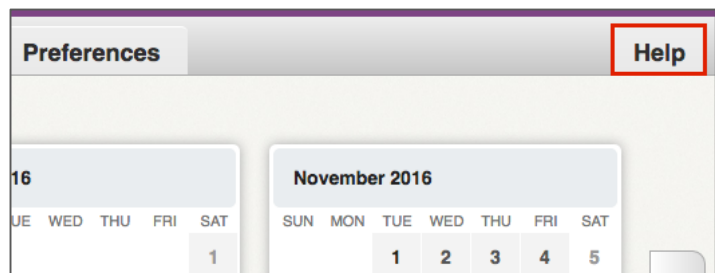 Preferences Help
16 November 2016
UE WED THU FRI SAT SUN MON TUE WED THU FRI SAT
1 1 2 3 4 5